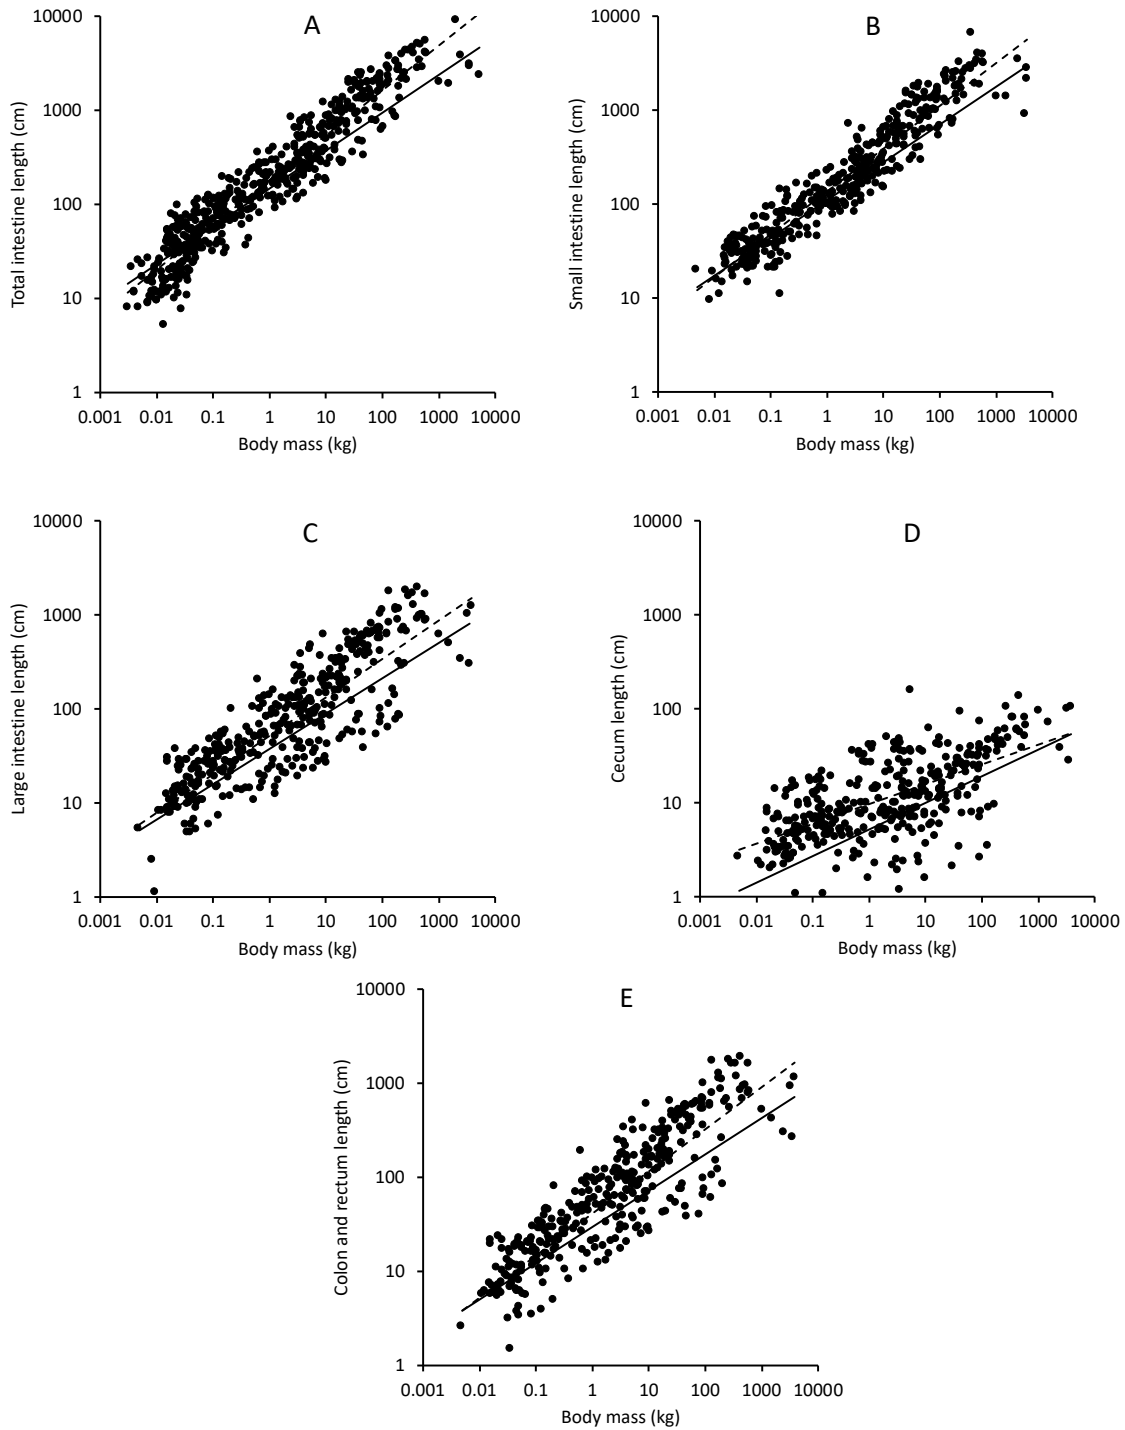 A
Total intestine length (cm)
10000
1000
100
10
1
0.001 0.01 0.1 1 10 100 1000 10000
Body mass (kg)
B
Small intestine length (cm)
10000
1000
100
10
1
0.001 0.01 0.1 1 10 100 1000 10000
Body mass (kg)
C
Large intestine length (cm)
10000
1000
100
10
1
0.001 0.01 0.1 1 10 100 1000 10000
Body mass (kg)
D
Cecum length (cm)
10000
1000
100
10
1
0.001 0.01 0.1 1 10 100 1000 10000
Body mass (kg)
E
Colon and rectum length (cm)
10000
1000
100
10
1
0.001 0.01 0.1 1 10 100 1000 10000
Body mass (kg)